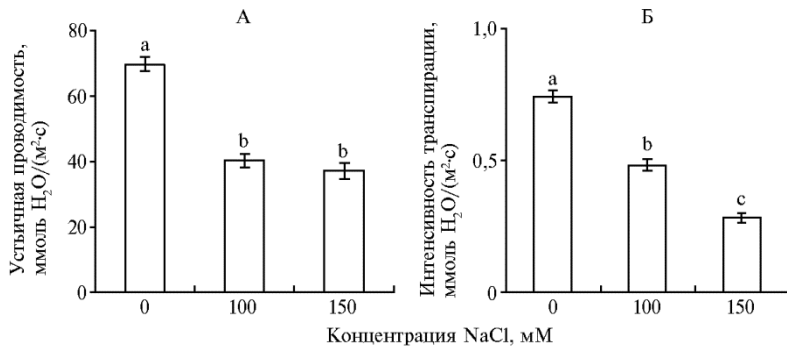 А
Устьичная проводимость,
ммоль H₂O/(м²·с)
80
60
40
20
0
a
b
b
0
100
150
Б
Интенсивность транспирации,
ммоль H₂O/(м²·с)
1,0
0,5
0
a
b
c
0
100
150
Концентрация NaCl, мМ